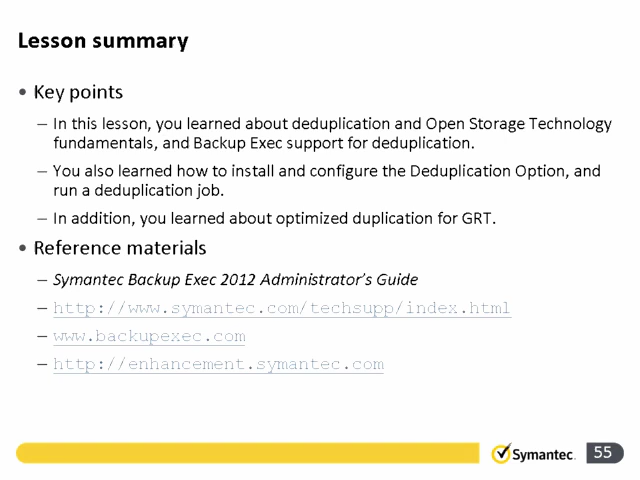 Lesson summary
• Key points
– In this lesson, you learned about deduplication and Open Storage Technology
fundamentals, and Backup Exec support for deduplication.
– You also learned how to install and configure the Deduplication Option, and
run a deduplication job.
– In addition, you learned about optimized duplication for GRT.
• Reference materials
– Symantec Backup Exec 2012 Administrator's Guide
– http://www.symantec.com/techsupp/index.html
– www.backupexec.com
– http://enhancement.symantec.com
Symantec. 55